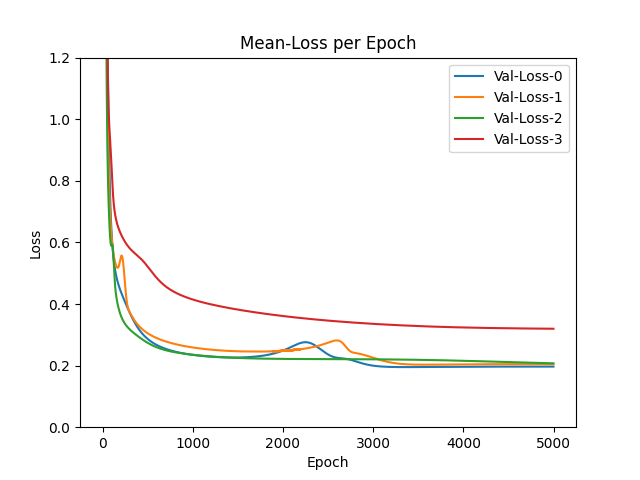 Mean-Loss per Epoch
Val-Loss-0
Val-Loss-1
Val-Loss-2
Val-Loss-3
1.2
1.0
0.8
0.6
0.4
0.2
0.0
Loss
0 1000 2000 3000 4000 5000
Epoch